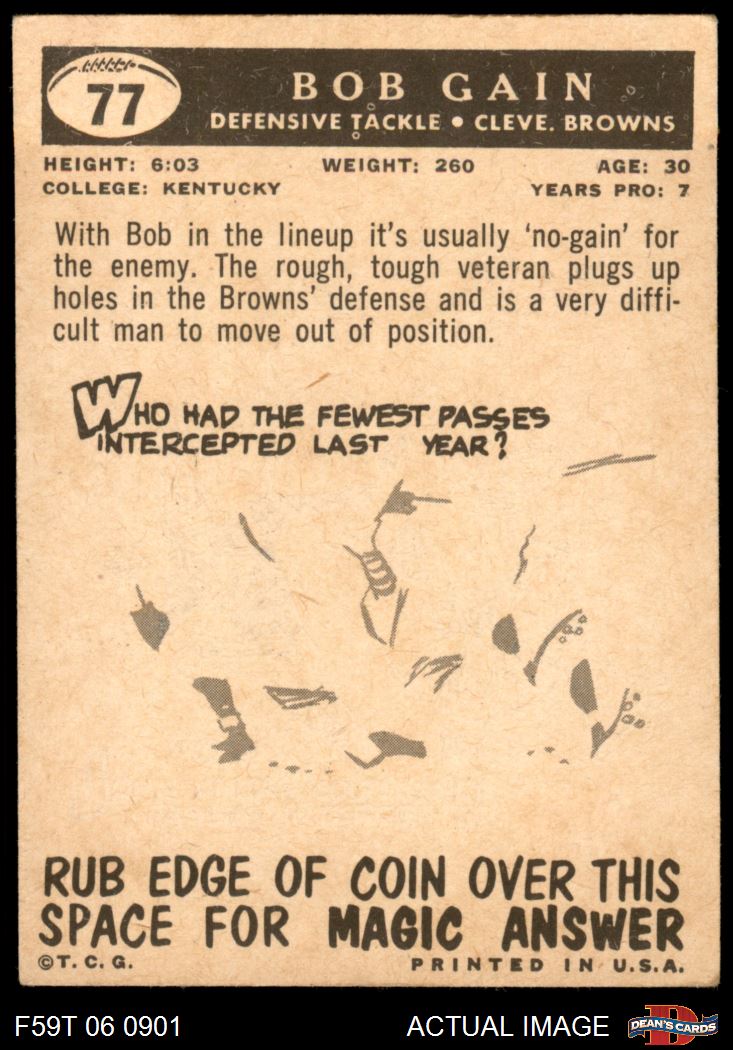 77
BOB GAIN
DEFENSIVE TACKLE • CLEVE. BROWNS
HEIGHT: 6:03 WEIGHT: 260 AGE: 30
COLLEGE: KENTUCKY YEARS PRO: 7
With Bob in the lineup it's usually 'no-gain' for
the enemy. The rough, tough veteran plugs up
holes in the Browns' defense and is a very diffi-
cult man to move out of position.
WHO HAD THE FEWEST PASSES
INTERCEPTED LAST YEAR?
RUB EDGE OF COIN OVER THIS
SPACE FOR MAGIC ANSWER
©T. C. G. PRINTED IN U.S.A.
F59T 06 0901 ACTUAL IMAGE D DEAN'S CARDS